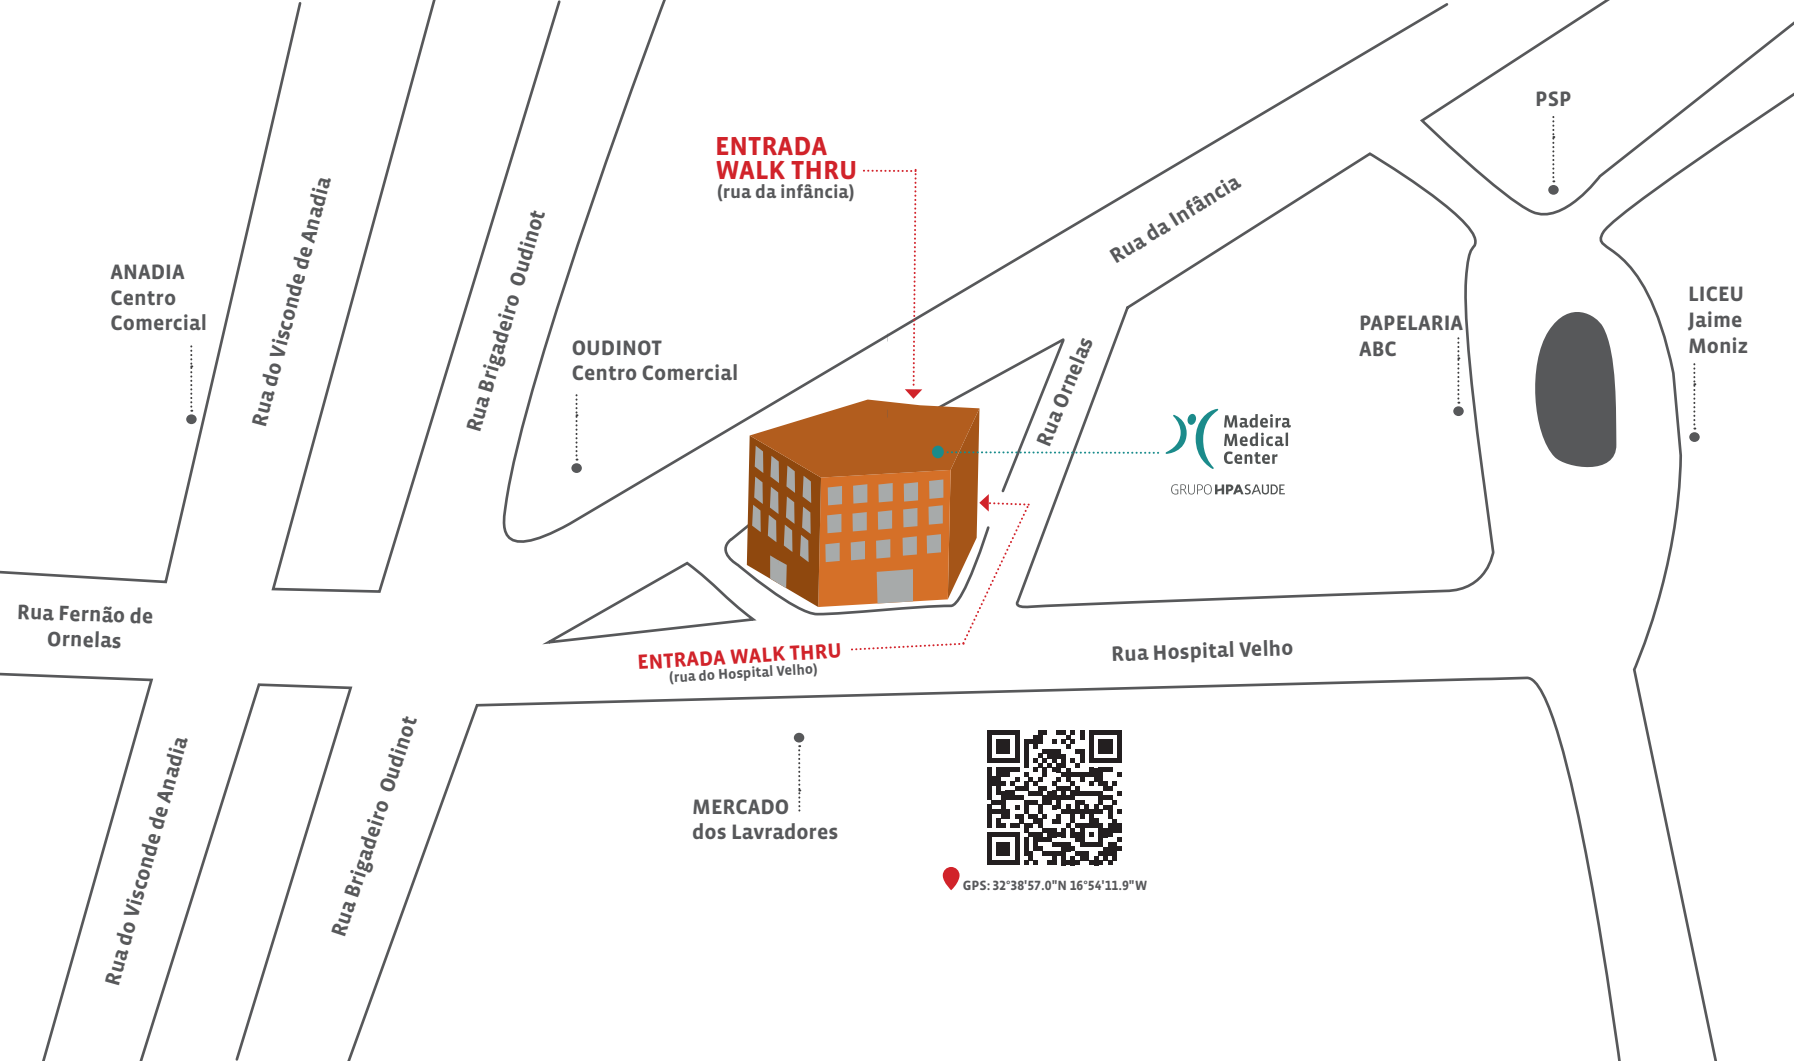 PSP
ENTRADA
WALK THRU
(rua da infância)
Rua da Infância
Rua do Visconde de Anadia
Rua Brigadeiro Oudinot
ANADIA
Centro
Comercial
OUDINOT
Centro Comercial
Rua Ornelas
PAPELARIA
ABC
LICEU
Jaime
Moniz
Madeira
Medical
Center
GRUPO HPA SAÚDE
Rua Fernão de
Ornelas
ENTRADA WALK THRU
(rua do Hospital Velho)
Rua Hospital Velho
Rua do Visconde de Anadia
Rua Brigadeiro Oudinot
MERCADO
dos Lavradores
GPS: 32°38'57.0"N 16°54'11.9"W